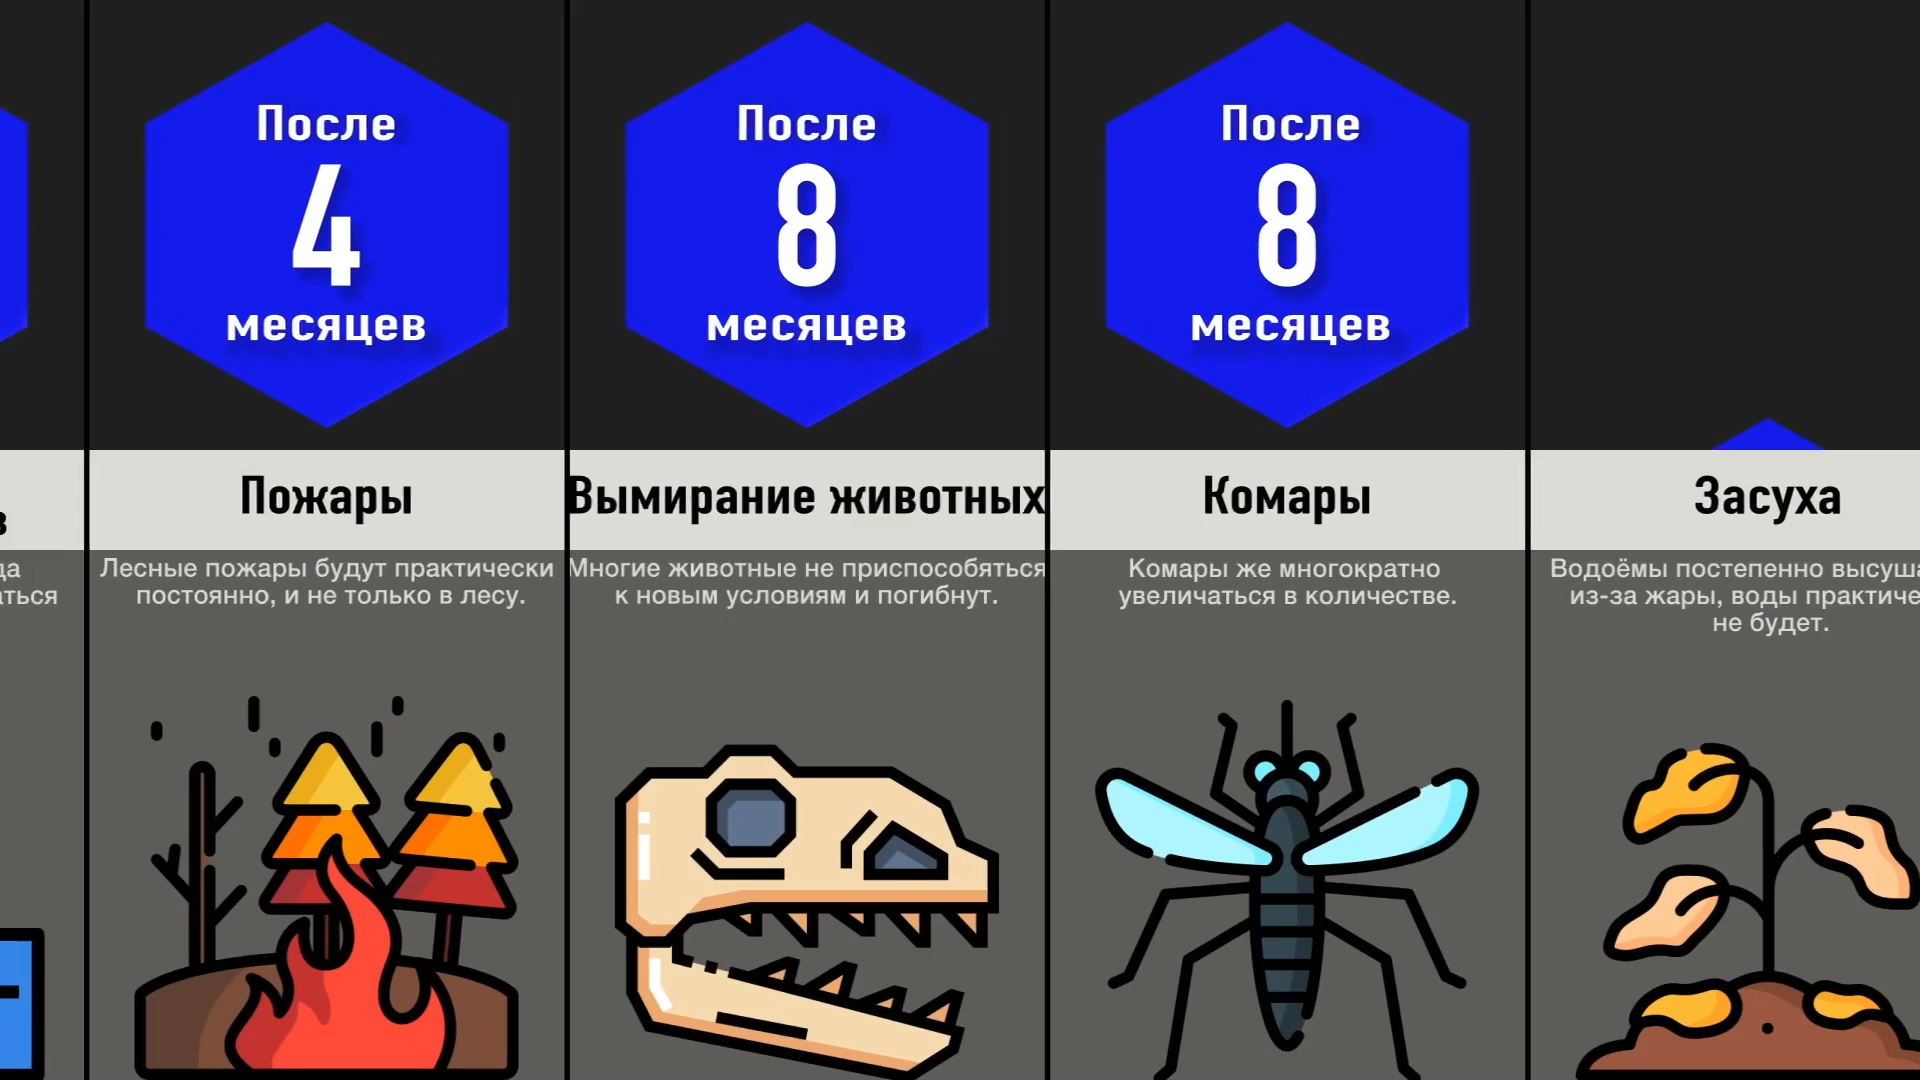 После
4
месяцев
После
8
месяцев
После
8
месяцев
Пожары
Вымирание животных
Комары
Засуха
Лесные пожары будут практически
постоянно, и не только в лесу.
Многие животные не приспособяться
к новым условиям и погибнут.
Комары же многократно
увеличаться в количестве.
Водоёмы постепенно
из-за жары, воды
не будет.